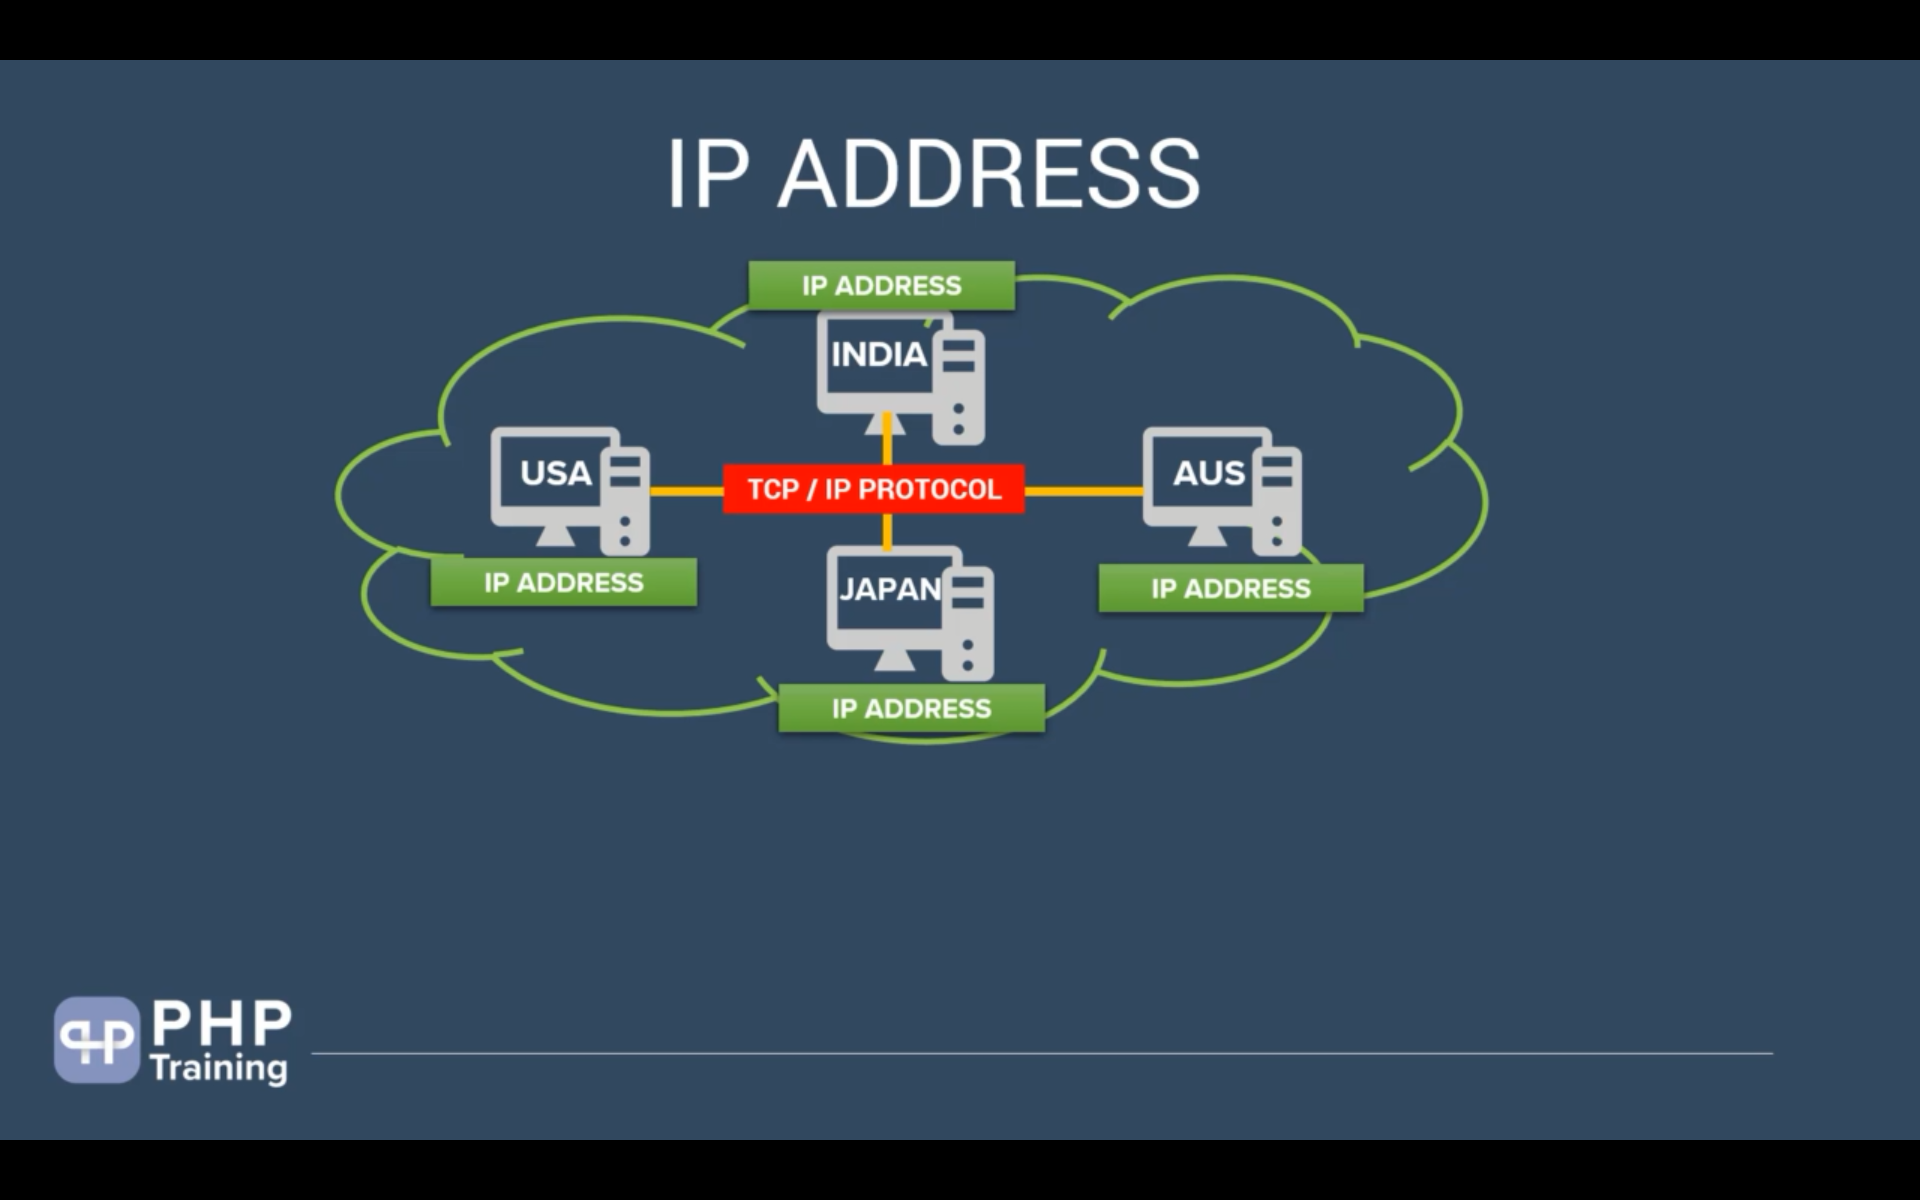 IP ADDRESS
IP ADDRESS
INDIA
USA
TCP / IP PROTOCOL
AUS
IP ADDRESS
JAPAN
IP ADDRESS
IP ADDRESS
php
PHP
Training